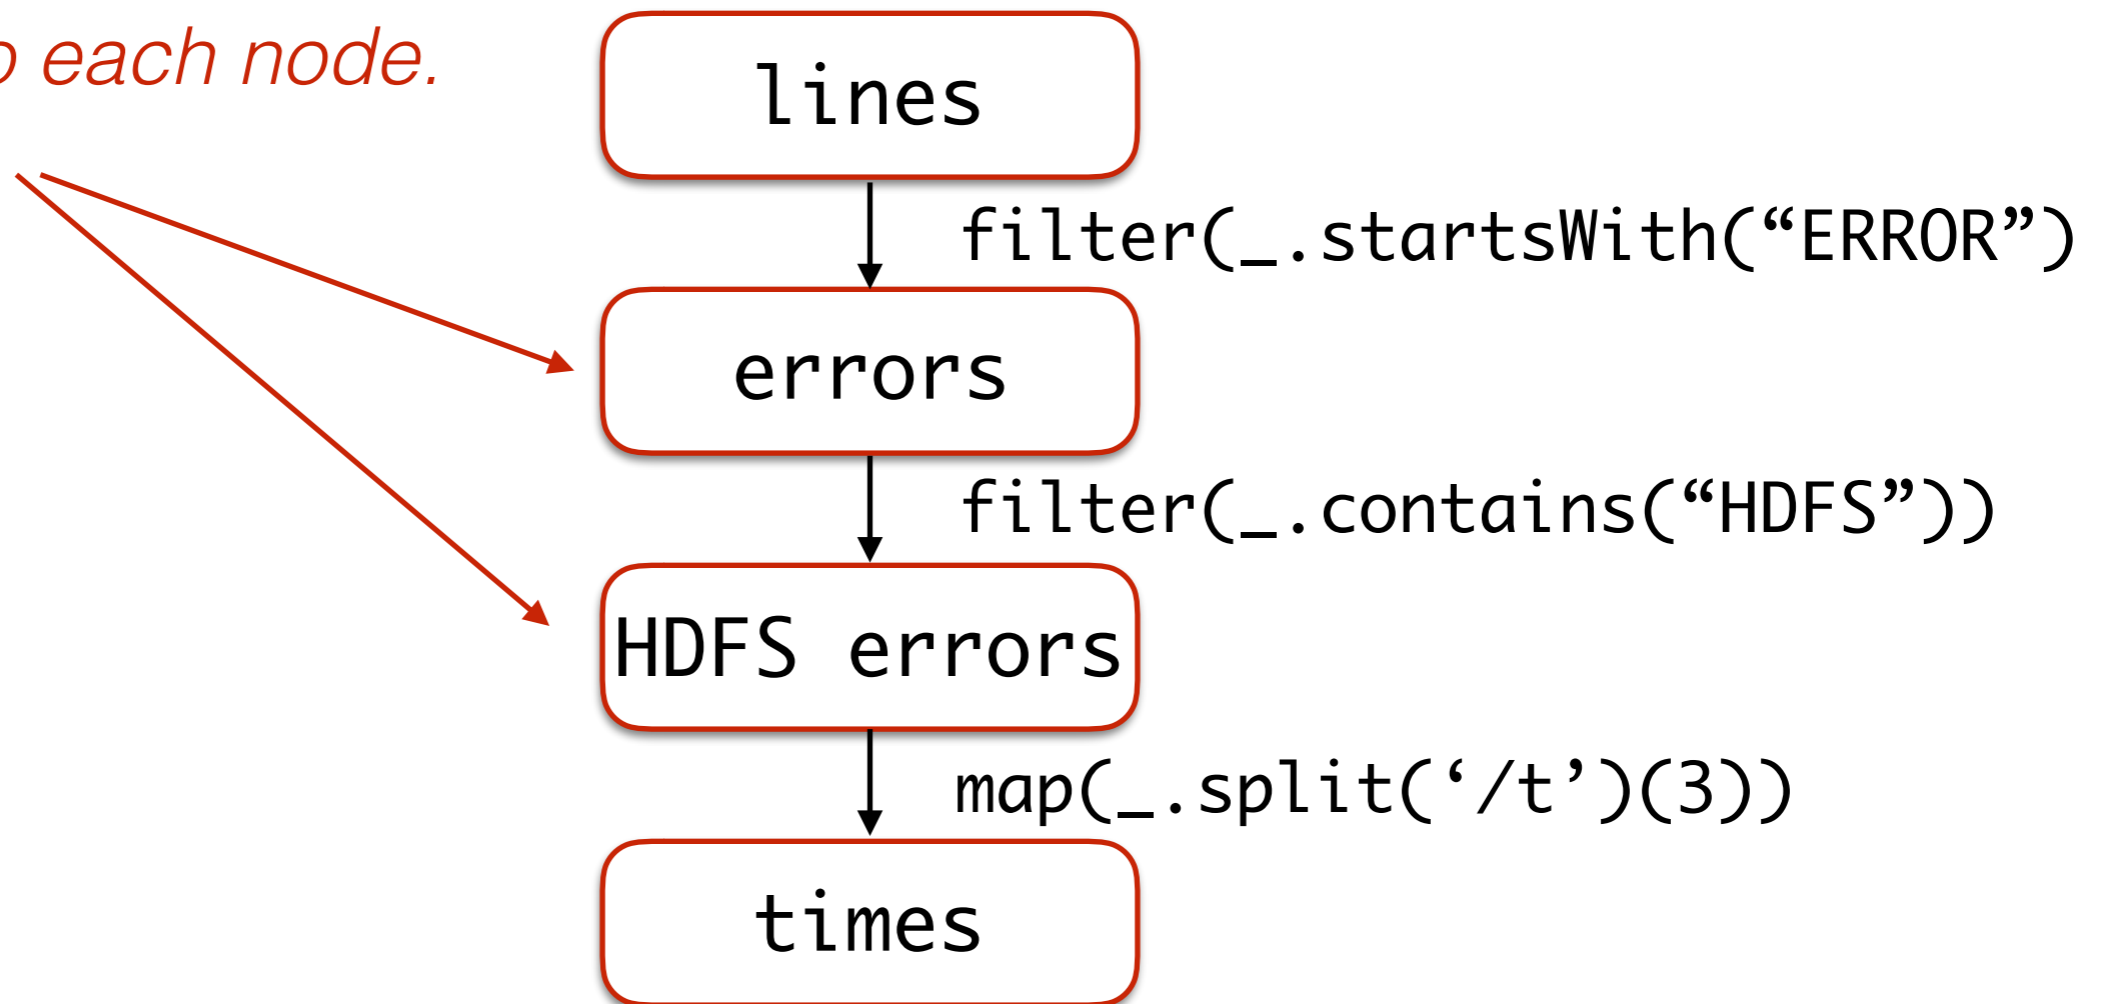 each node.
lines
filter(_.startsWith(“ERROR”)
errors
filter(_.contains(“HDFS”))
HDFS errors
map(_.split(‘/t’)(3))
times